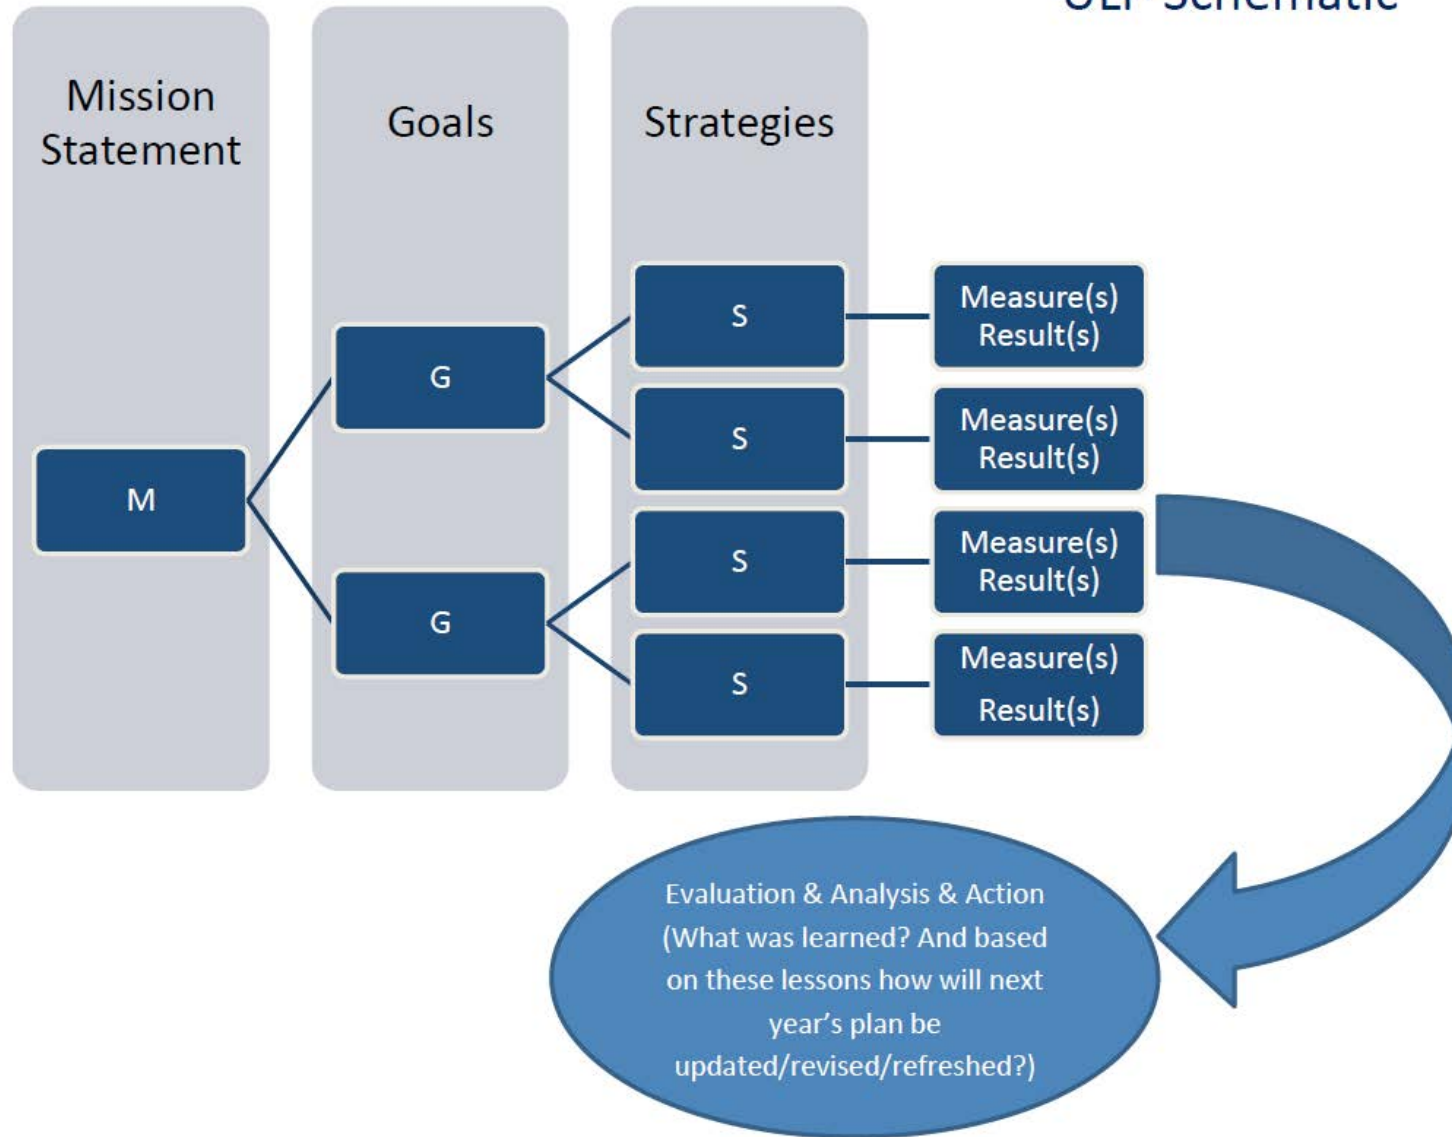 Schematic
Mission
Statement
Goals
Strategies
M
G
G
S
S
S
S
Measure(s)
Result(s)
Measure(s)
Result(s)
Measure(s)
Result(s)
Measure(s)
Result(s)
Evaluation & Analysis & Action
(What was learned? And based
on these lessons how will next
year’s plan be
updated/revised/refreshed?)